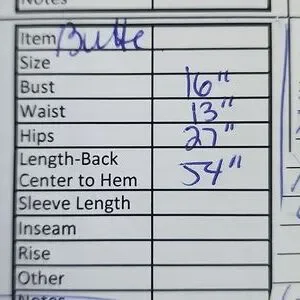 Notes
Item Butte
Size
Bust 16"
Waist 13"
Hips 27"
Length-Back
Center to Hem 54"
Sleeve Length
Inseam
Rise
Other
Notes